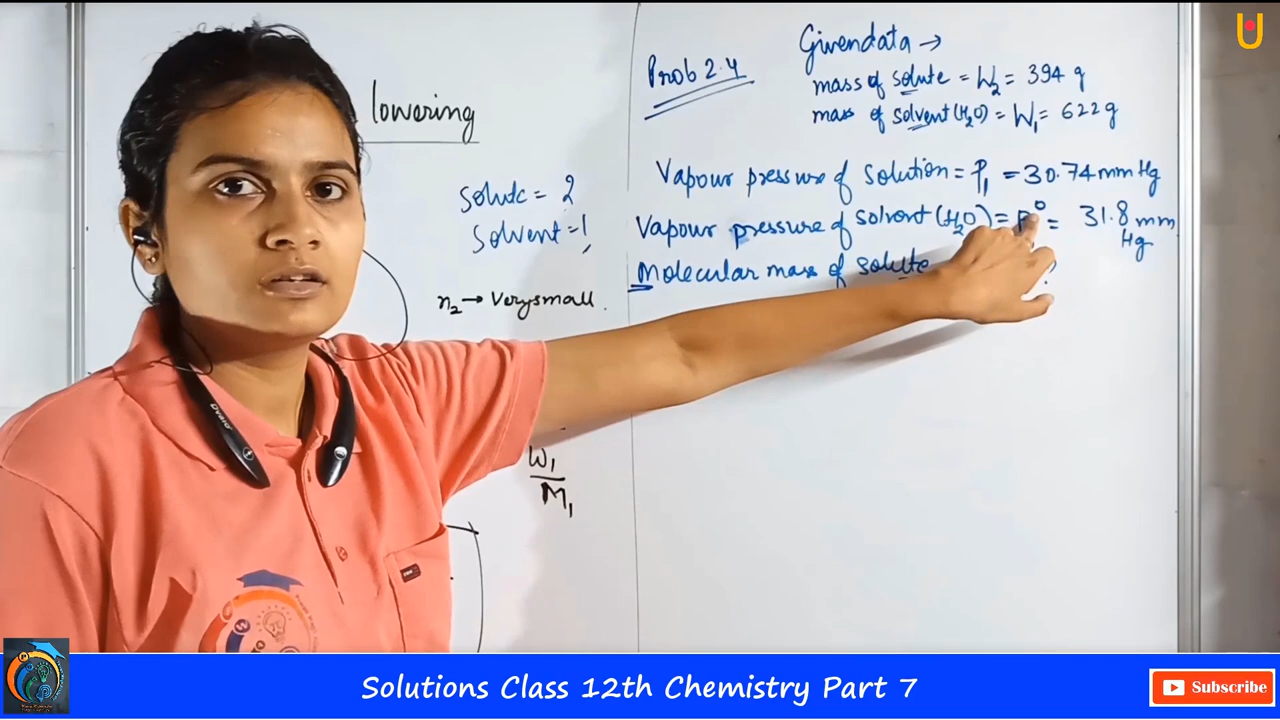 lowering
Solute = 2
Solvent = 1
n₂ → Very small.
W₁
M₁
Prob 2.4
Given data →
mass of solute = W₂ = 394 g
mass of solvent (H₂O) = W₁ = 622 g
Vapour pressure of Solution = P₁ = 30.74 mm Hg
Vapour pressure of solvent (H₂O) = P° = 31.8 mm
Hg
Molecular mass of solute ?
Solutions Class 12th Chemistry Part 7
Subscribe